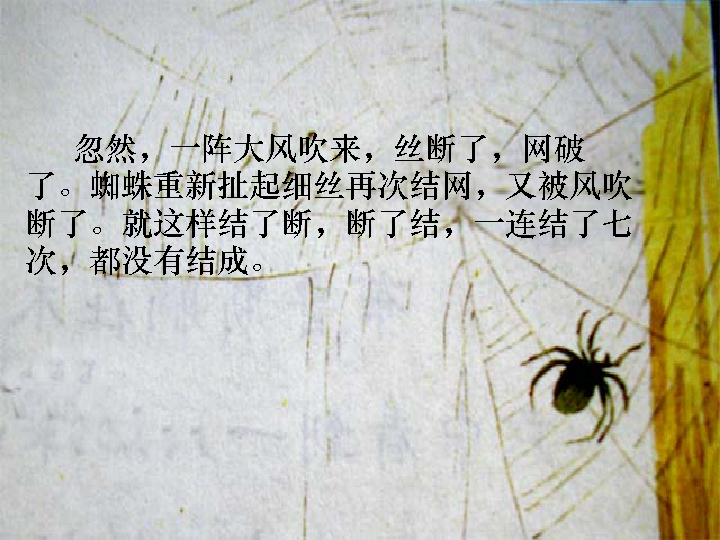 忽然，一阵大风吹来，丝断了，网破
了。蜘蛛重新扯起细丝再次结网，又被风吹
断了。就这样结了断，断了结，一连结了七
次，都没有结成。